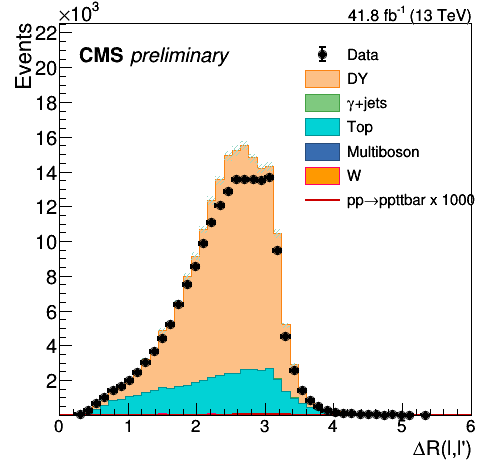 ×10³
41.8 fb⁻¹ (13 TeV)
Events
CMS preliminary
Data
DY
γ+jets
Top
Multiboson
W
pp→ppttbar x 1000
22
20
18
16
14
12
10
8
6
4
2
0 1 2 3 4 5 6
ΔR(l,l')